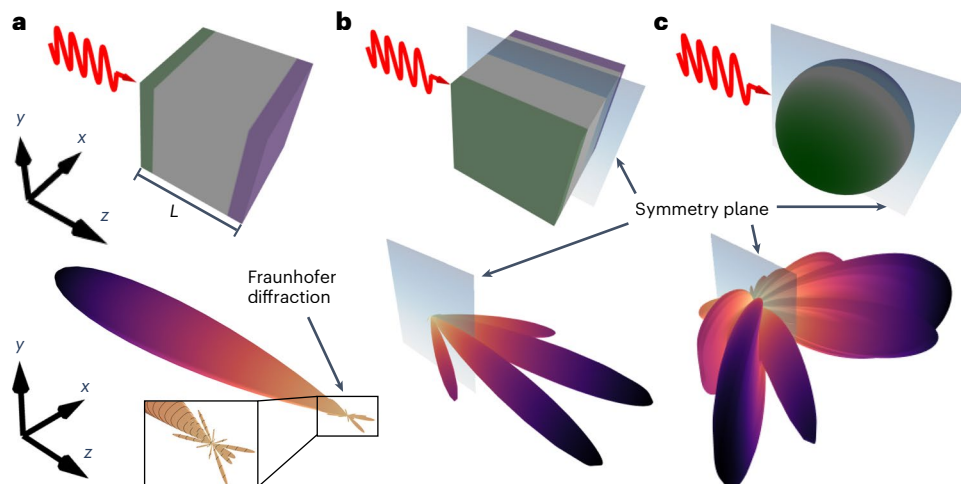 a
b
c
y
x
z
L
Symmetry plane
Fraunhofer
diffraction
y
x
z